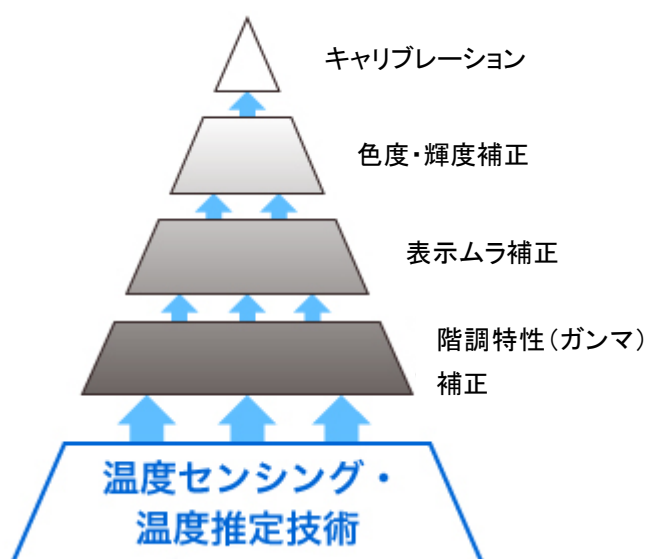 キャリブレーション
色度・輝度補正
表示ムラ補正
階調特性（ガンマ）
補正
温度センシング・
温度推定技術